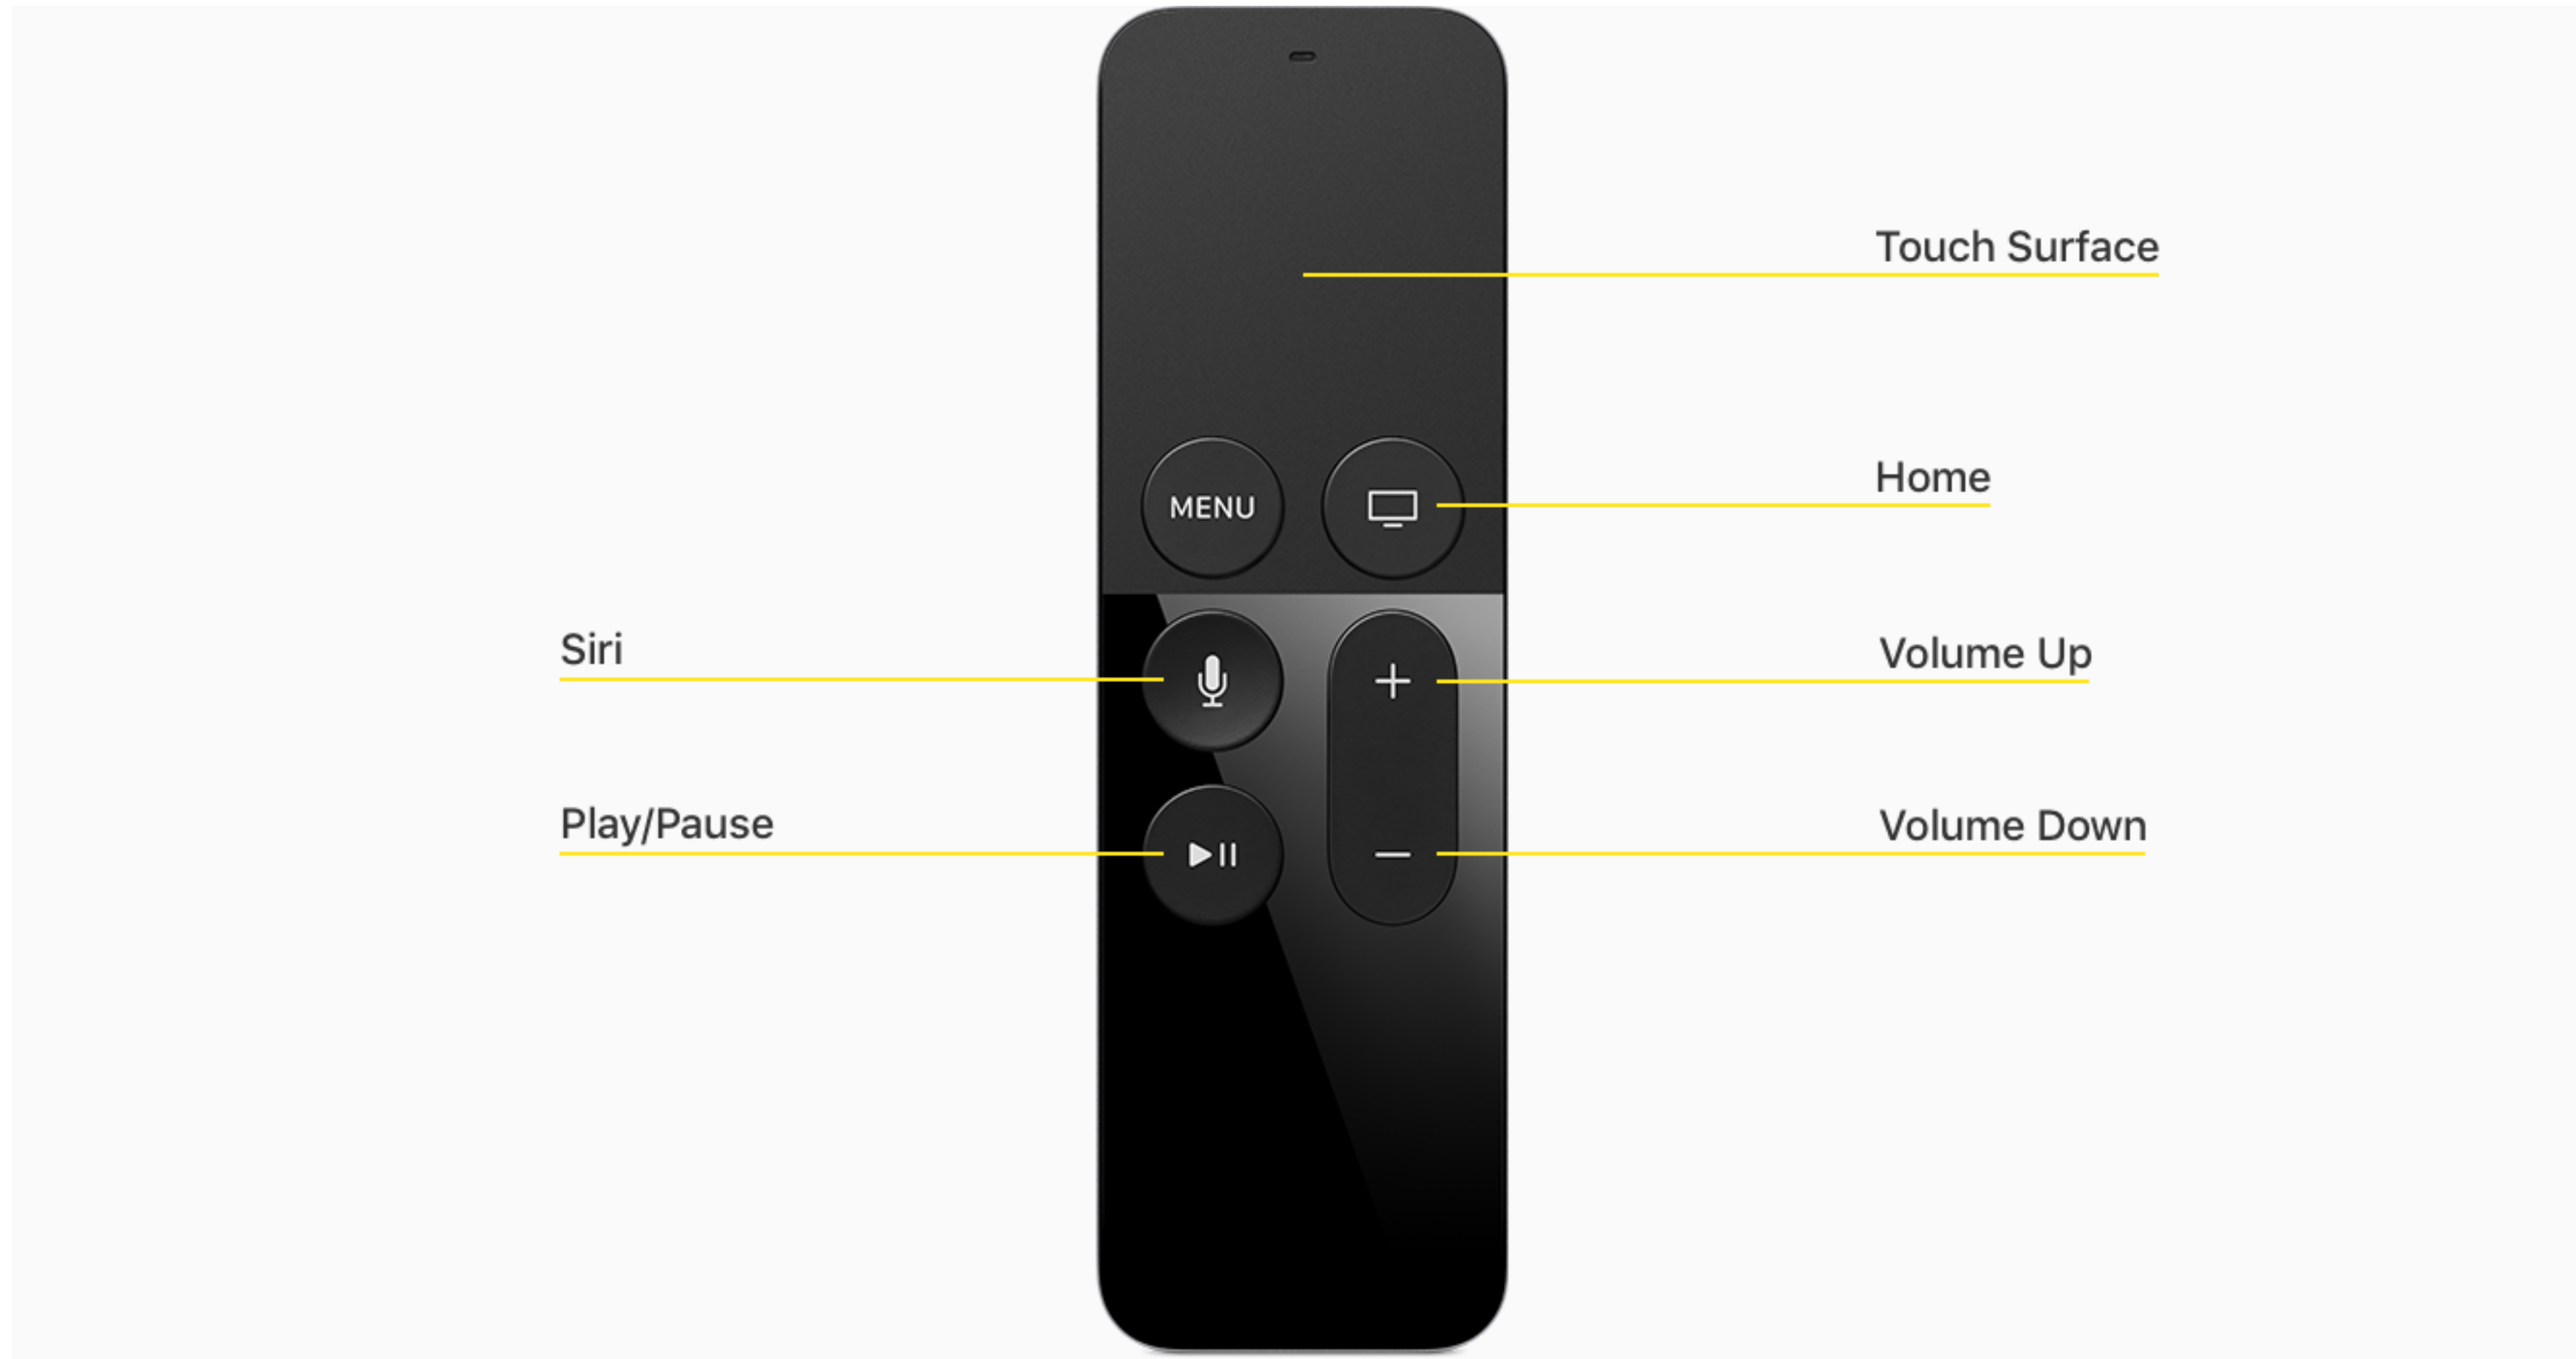 Touch Surface
MENU
Home
Siri
Volume Up
Play/Pause
Volume Down